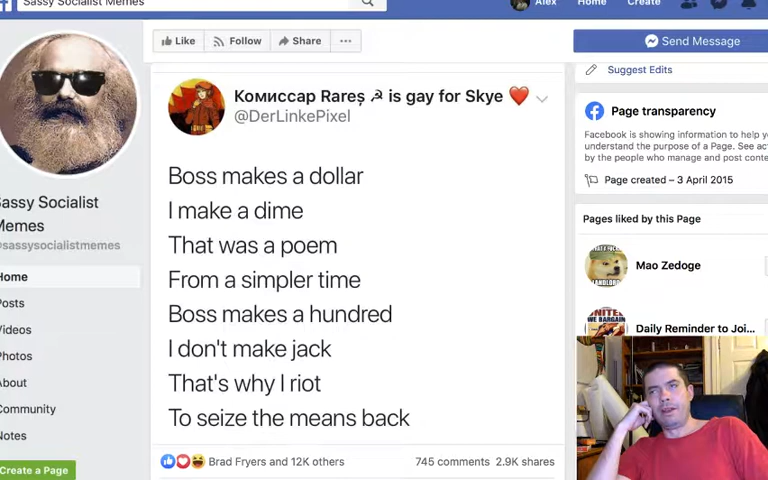 Sassy Socialist Memes
Alex
Home
Create
Like
Follow
Share
Send Message
Комиссар Rareș ☭ is gay for Skye ❤️
@DerLinkePixel
Boss makes a dollar
I make a dime
That was a poem
From a simpler time
Boss makes a hundred
I don't make jack
That's why I riot
To seize the means back
Brad Fryers and 12K others
745 comments 2.9K shares
Sassy Socialist
Memes
@sassysocialistmemes
Home
Posts
Videos
Photos
About
Community
Notes
Create a Page
Suggest Edits
Page transparency
Facebook is showing information to help
understand the purpose of a Page. See
by the people who manage and post
Page created – 3 April 2015
Pages liked by this Page
Mao Zedoge
Daily Reminder to Joi...